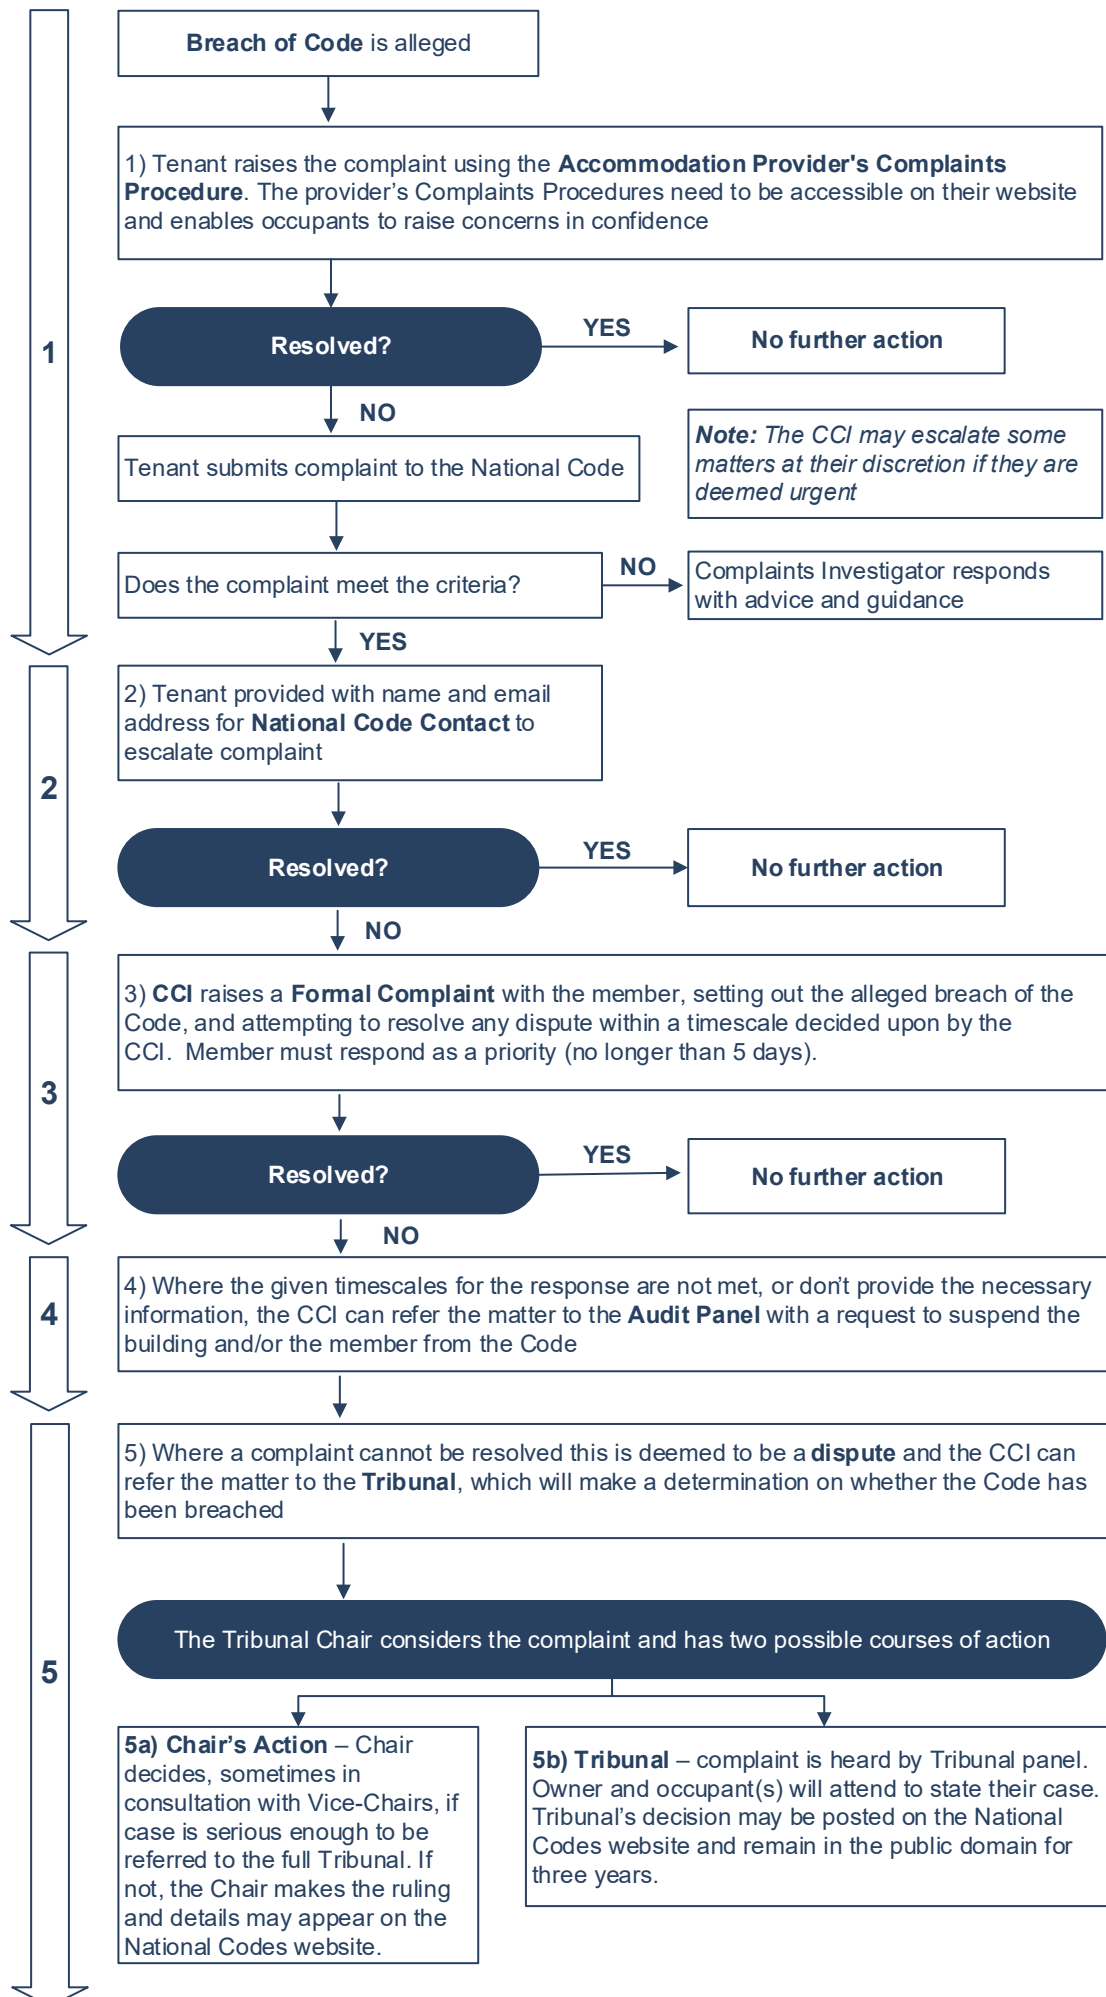 Breach of Code is alleged
1) Tenant raises the complaint using the Accommodation Provider's Complaints
Procedure. The provider’s Complaints Procedures need to be accessible on their website
and enables occupants to raise concerns in confidence
1
Resolved?
YES
No further action
NO
Note: The CCI may escalate some
matters at their discretion if they are
deemed urgent
Tenant submits complaint to the National Code
Does the complaint meet the criteria?
NO
Complaints Investigator responds
with advice and guidance
YES
2
2) Tenant provided with name and email
address for National Code Contact to
escalate complaint
Resolved?
YES
No further action
NO
3
3) CCI raises a Formal Complaint with the member, setting out the alleged breach of the
Code, and attempting to resolve any dispute within a timescale decided upon by the
CCI.  Member must respond as a priority (no longer than 5 days).
Resolved?
YES
No further action
NO
4
4) Where the given timescales for the response are not met, or don’t provide the necessary
information, the CCI can refer the matter to the Audit Panel with a request to suspend the
building and/or the member from the Code
5
5) Where a complaint cannot be resolved this is deemed to be a dispute and the CCI can
refer the matter to the Tribunal, which will make a determination on whether the Code has
been breached
The Tribunal Chair considers the complaint and has two possible courses of action
5a) Chair’s Action – Chair
decides, sometimes in
consultation with Vice-Chairs, if
case is serious enough to be
referred to the full Tribunal. If
not, the Chair makes the ruling
and details may appear on the
National Codes website.
5b) Tribunal – complaint is heard by Tribunal panel.
Owner and occupant(s) will attend to state their case.
Tribunal’s decision may be posted on the National
Codes website and remain in the public domain for
three years.